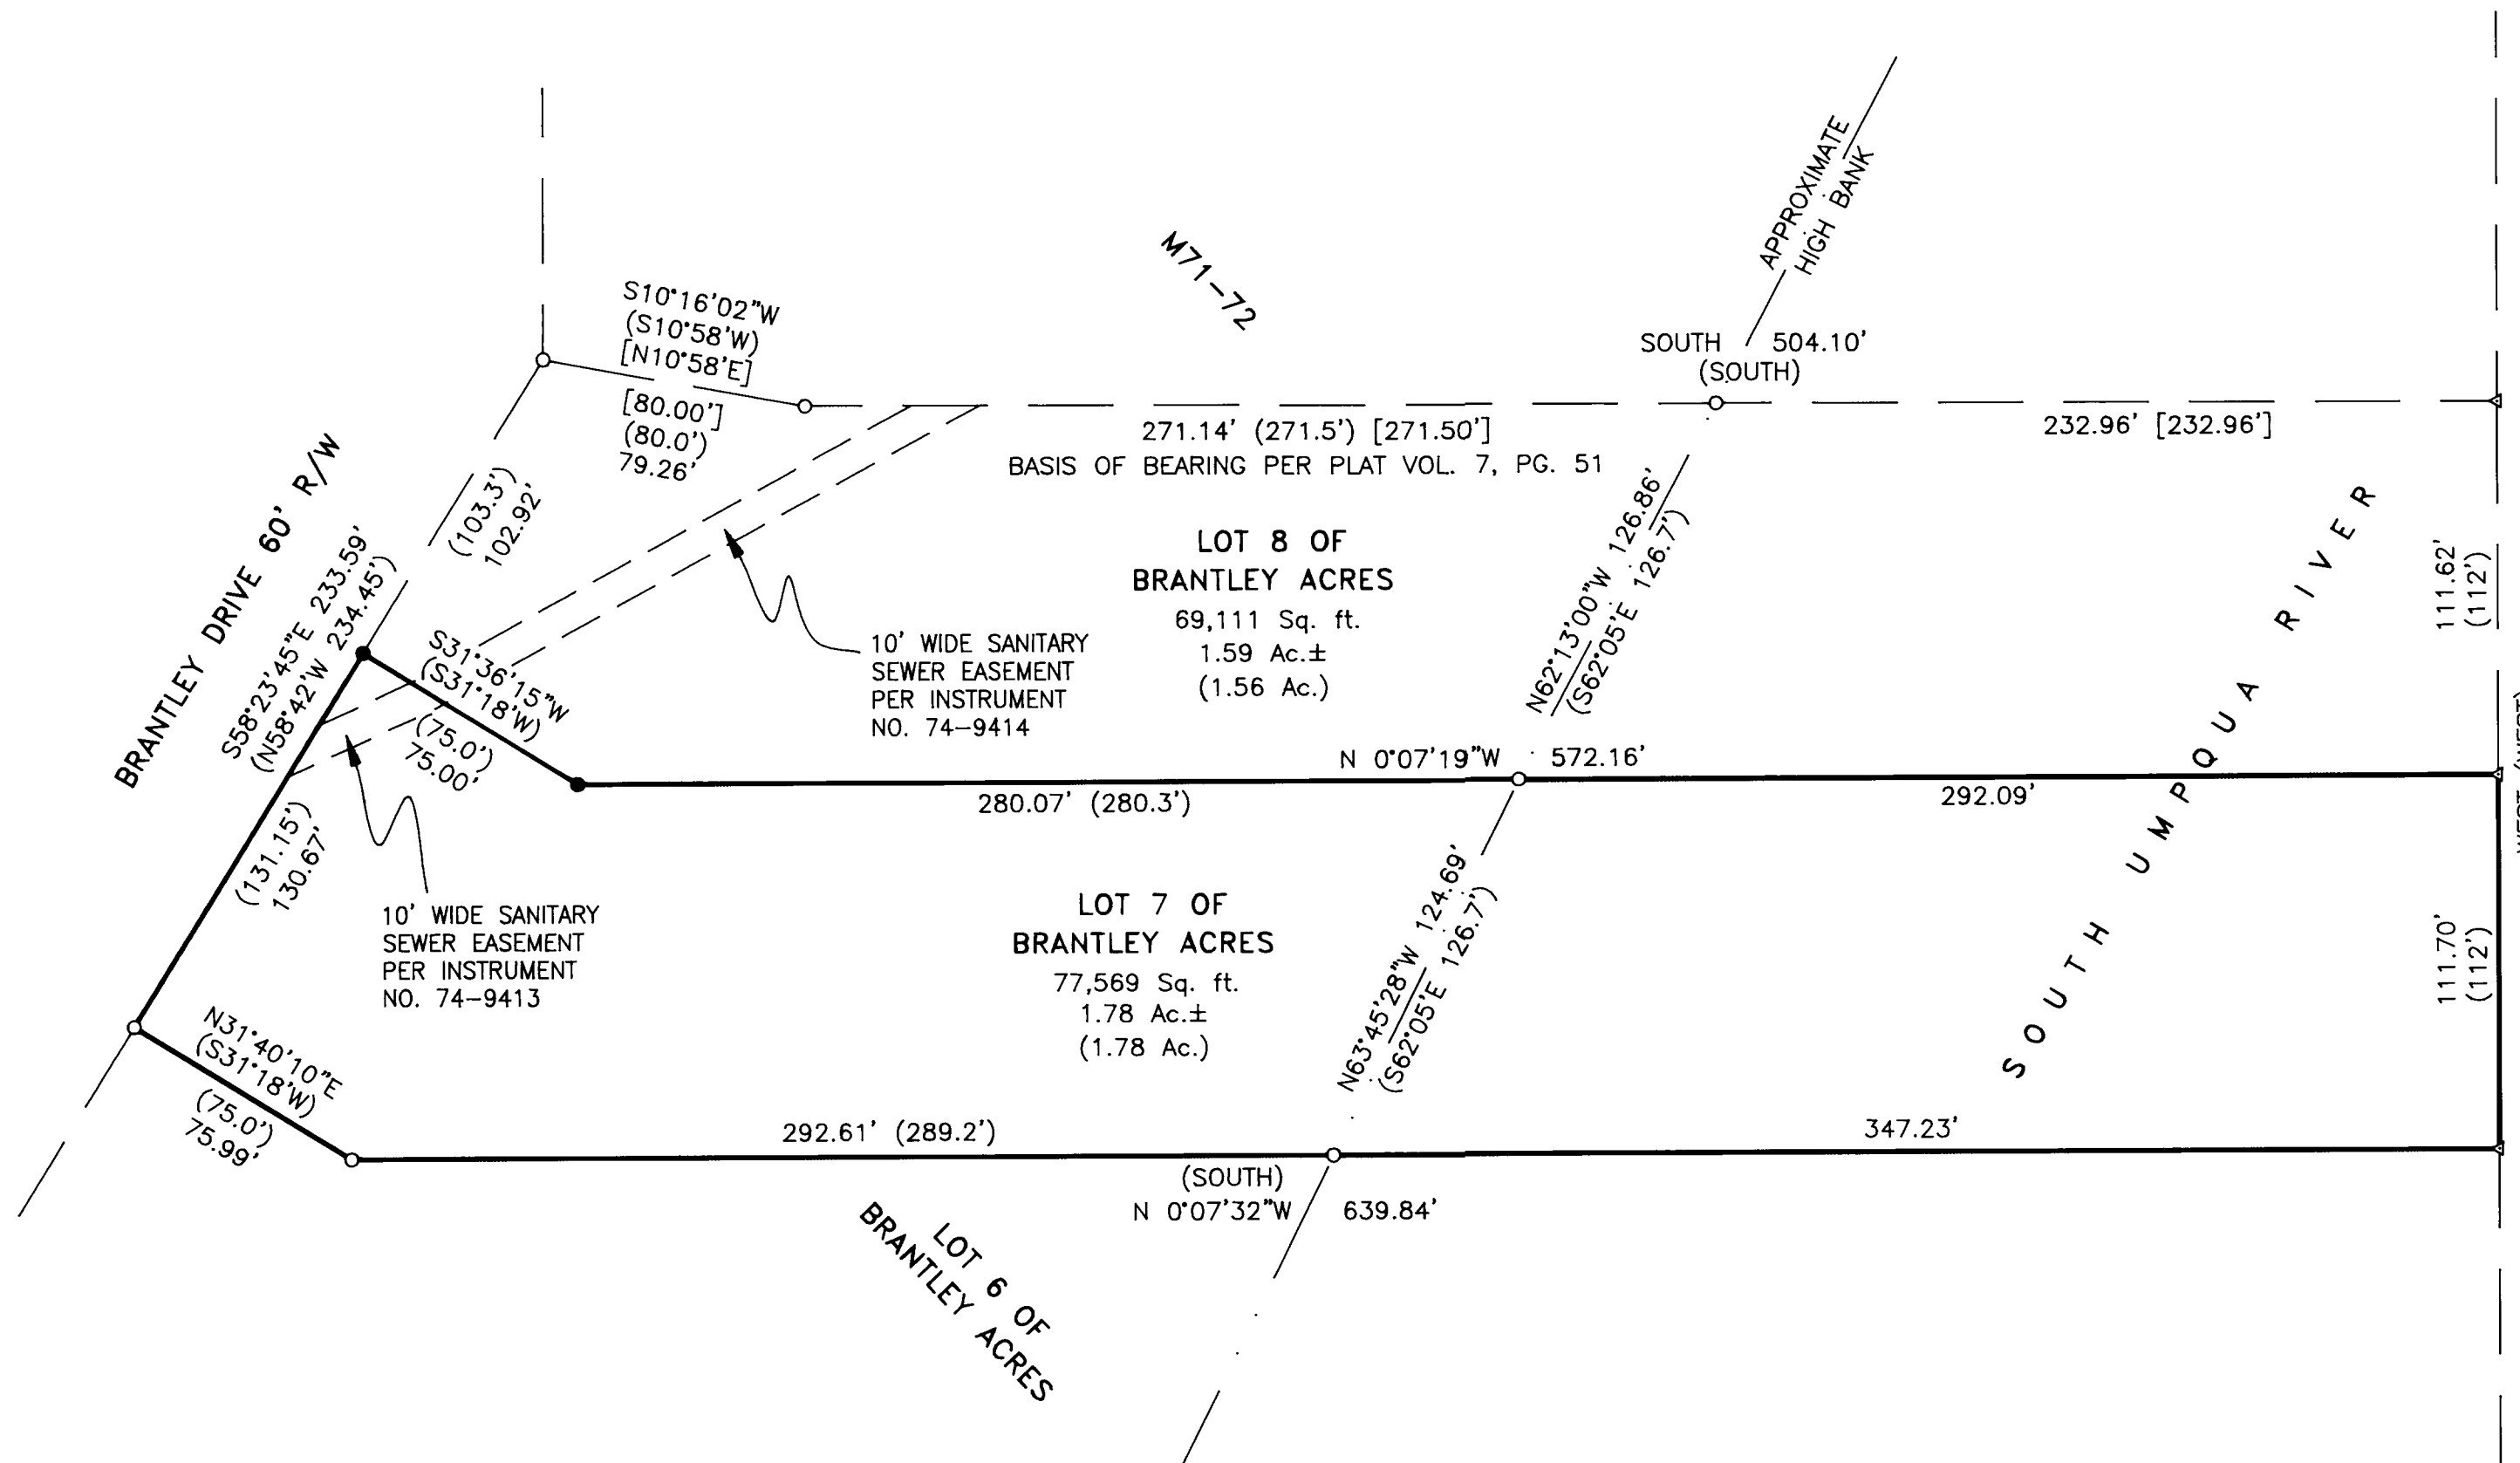 APPROXIMATE
HIGH BANK
M71-72
S10°16'02"W
(S10°58'W)
[N10°58'E]
[80.00']
(80.0')
79.26'
SOUTH 504.10'
(SOUTH)
271.14' (271.5') [271.50']
232.96' [232.96']
BASIS OF BEARING PER PLAT VOL. 7, PG. 51
BRANTLEY DRIVE 60' R/W
(103.3')
102.92'
S58°23'45"E 233.59'
(N58°42'W 234.45')
LOT 8 OF
BRANTLEY ACRES
69,111 Sq. ft.
1.59 Ac.±
(1.56 Ac.)
N62°13'00"W 126.86'
(S62°05'E 126.7')
111.62'
(112')
S31°36'15"W
(S31°18'W)
(75.0')
75.00'
10' WIDE SANITARY
SEWER EASEMENT
PER INSTRUMENT
NO. 74-9414
N 0°07'19"W 572.16'
280.07' (280.3')
292.09'
WEST (WEST)
SOUTH UMPQUA RIVER
(131.15')
130.67'
10' WIDE SANITARY
SEWER EASEMENT
PER INSTRUMENT
NO. 74-9413
LOT 7 OF
BRANTLEY ACRES
77,569 Sq. ft.
1.78 Ac.±
(1.78 Ac.)
N63°45'28"W 124.69'
(S62°05'E 126.7')
111.70'
(112')
N31°40'10"E
(S31°18'W)
(75.0')
75.99'
292.61' (289.2')
347.23'
(SOUTH)
N 0°07'32"W 639.84'
LOT 6 OF
BRANTLEY ACRES